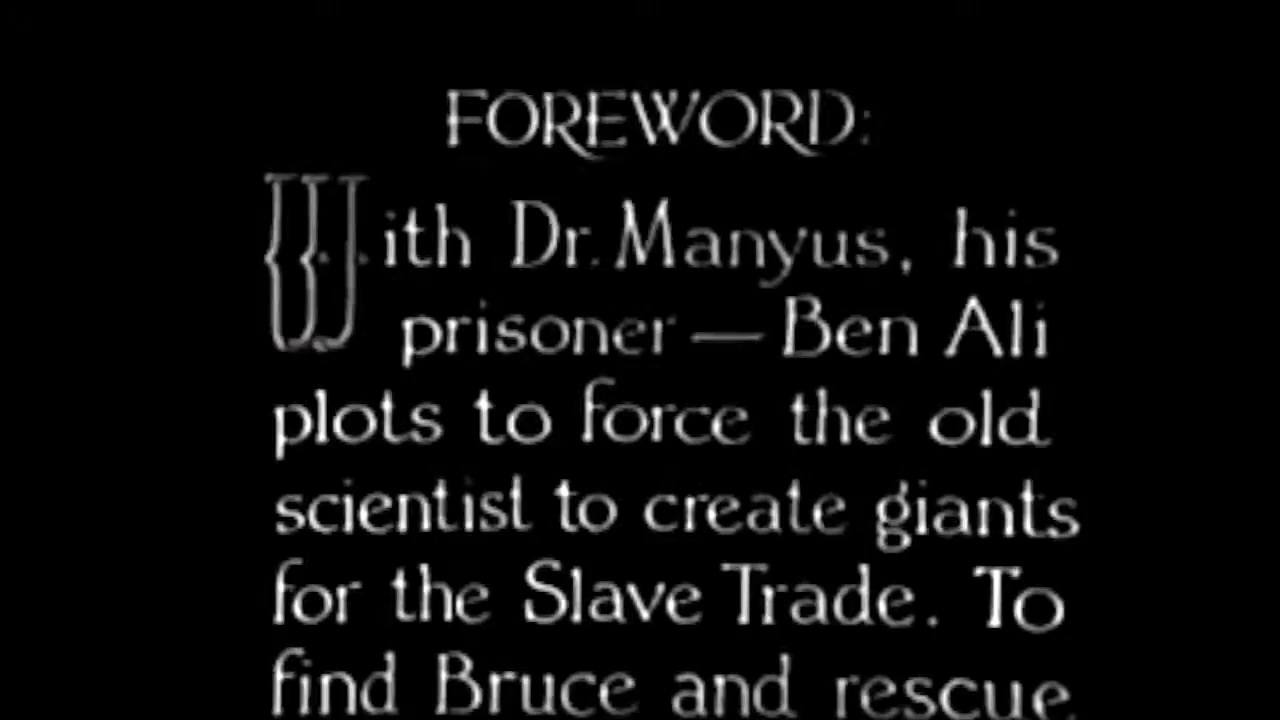 FOREWORD:
With Dr. Manyus, his
prisoner — Ben Ali
plots to force the old
scientist to create giants
for the Slave Trade. To
find Bruce and rescue